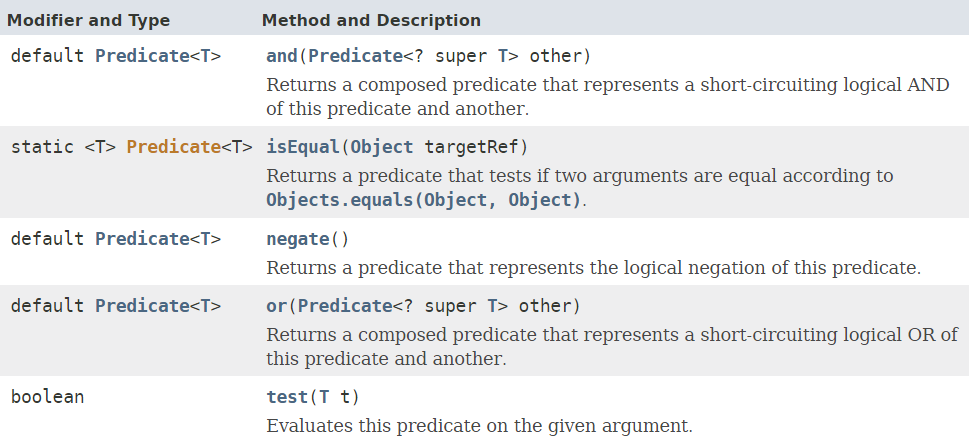 Modifier and Type Method and Description
default Predicate<T> and(Predicate<? super T> other)
Returns a composed predicate that represents a short-circuiting logical AND
of this predicate and another.
static <T> Predicate<T> isEqual(Object targetRef)
Returns a predicate that tests if two arguments are equal according to
Objects.equals(Object, Object).
default Predicate<T> negate()
Returns a predicate that represents the logical negation of this predicate.
default Predicate<T> or(Predicate<? super T> other)
Returns a composed predicate that represents a short-circuiting logical OR of
this predicate and another.
boolean test(T t)
Evaluates this predicate on the given argument.